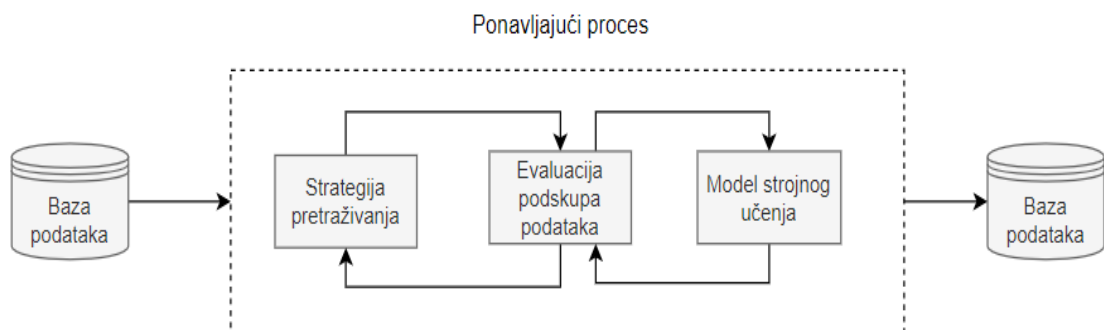 Ponavljajući proces
Baza
podataka
Strategija
pretraživanja
Evaluacija
podskupa
podataka
Model strojnog
učenja
Baza
podataka